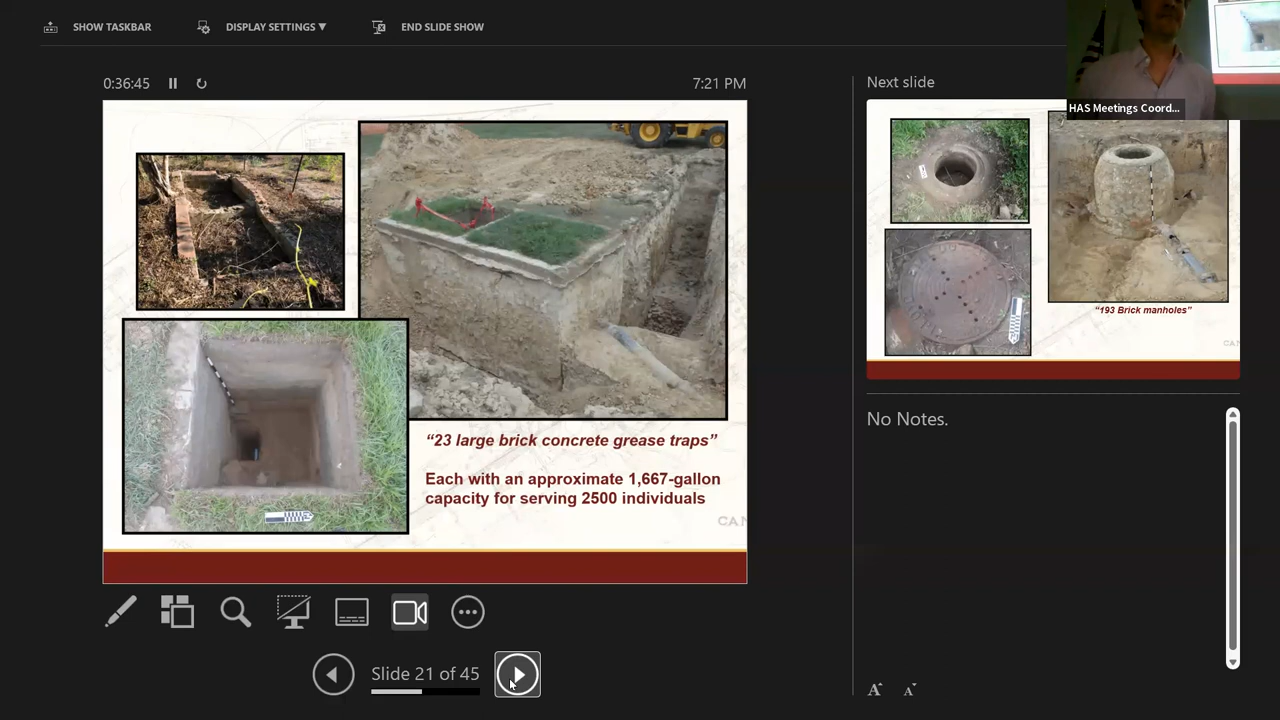 SHOW TASKBAR
DISPLAY SETTINGS ▼
END SLIDE SHOW
0:36:45
7:21 PM
“23 large brick concrete grease traps”
Each with an approximate 1,667-gallon
capacity for serving 2500 individuals
CAN
Next slide
HAS Meetings Coord...
“193 Brick manholes”
No Notes.
Slide 21 of 45
A A